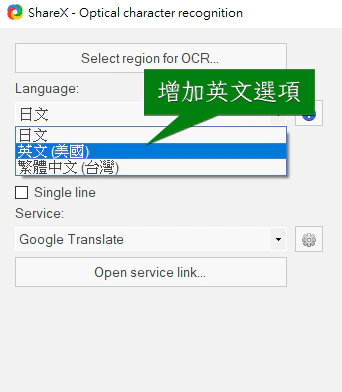 ShareX - Optical character recognition
Select region for OCR...
Language:
增加英文選項
日文
日文
英文 (美國)
繁體中文 (台灣)
Single line
Service:
Google Translate
Open service link...